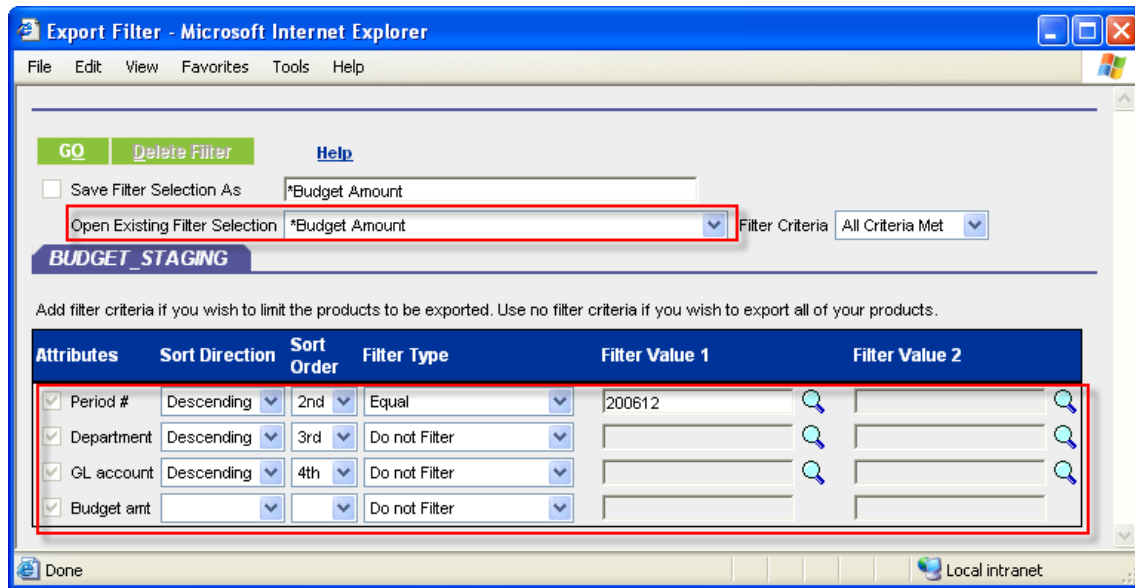 Export Filter - Microsoft Internet Explorer
File Edit View Favorites Tools Help
GO Delete Filter Help
Save Filter Selection As *Budget Amount
Open Existing Filter Selection *Budget Amount Filter Criteria All Criteria Met
BUDGET_STAGING
Add filter criteria if you wish to limit the products to be exported. Use no filter criteria if you wish to export all of your products.
Attributes Sort Direction Sort Order Filter Type Filter Value 1 Filter Value 2
Period # Descending 2nd Equal 200612
Department Descending 3rd Do not Filter
GL account Descending 4th Do not Filter
Budget amt Do not Filter
Done Local intranet